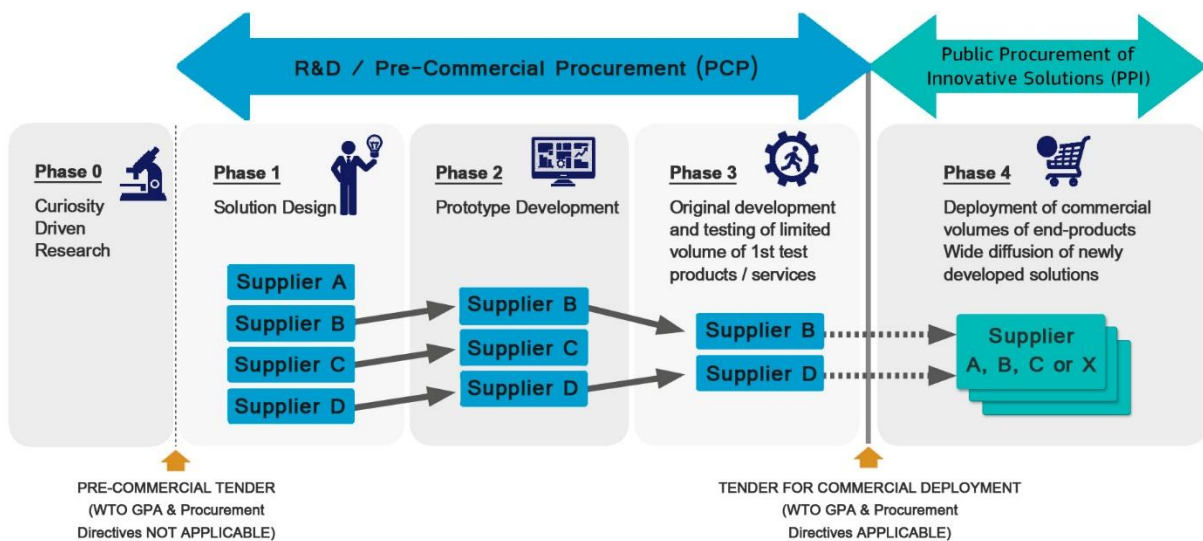 R&D / Pre-Commercial Procurement (PCP)
Public Procurement of
Innovative Solutions (PPI)
Phase 0
Curiosity
Driven
Research
Phase 1
Solution Design
Supplier A
Supplier B
Supplier C
Supplier D
Phase 2
Prototype Development
Supplier B
Supplier C
Supplier D
Phase 3
Original development
and testing of limited
volume of 1st test
products / services
Supplier B
Supplier D
Phase 4
Deployment of commercial
volumes of end-products
Wide diffusion of newly
developed solutions
Supplier
A, B, C or X
PRE-COMMERCIAL TENDER
(WTO GPA & Procurement
Directives NOT APPLICABLE)
TENDER FOR COMMERCIAL DEPLOYMENT
(WTO GPA & Procurement
Directives APPLICABLE)